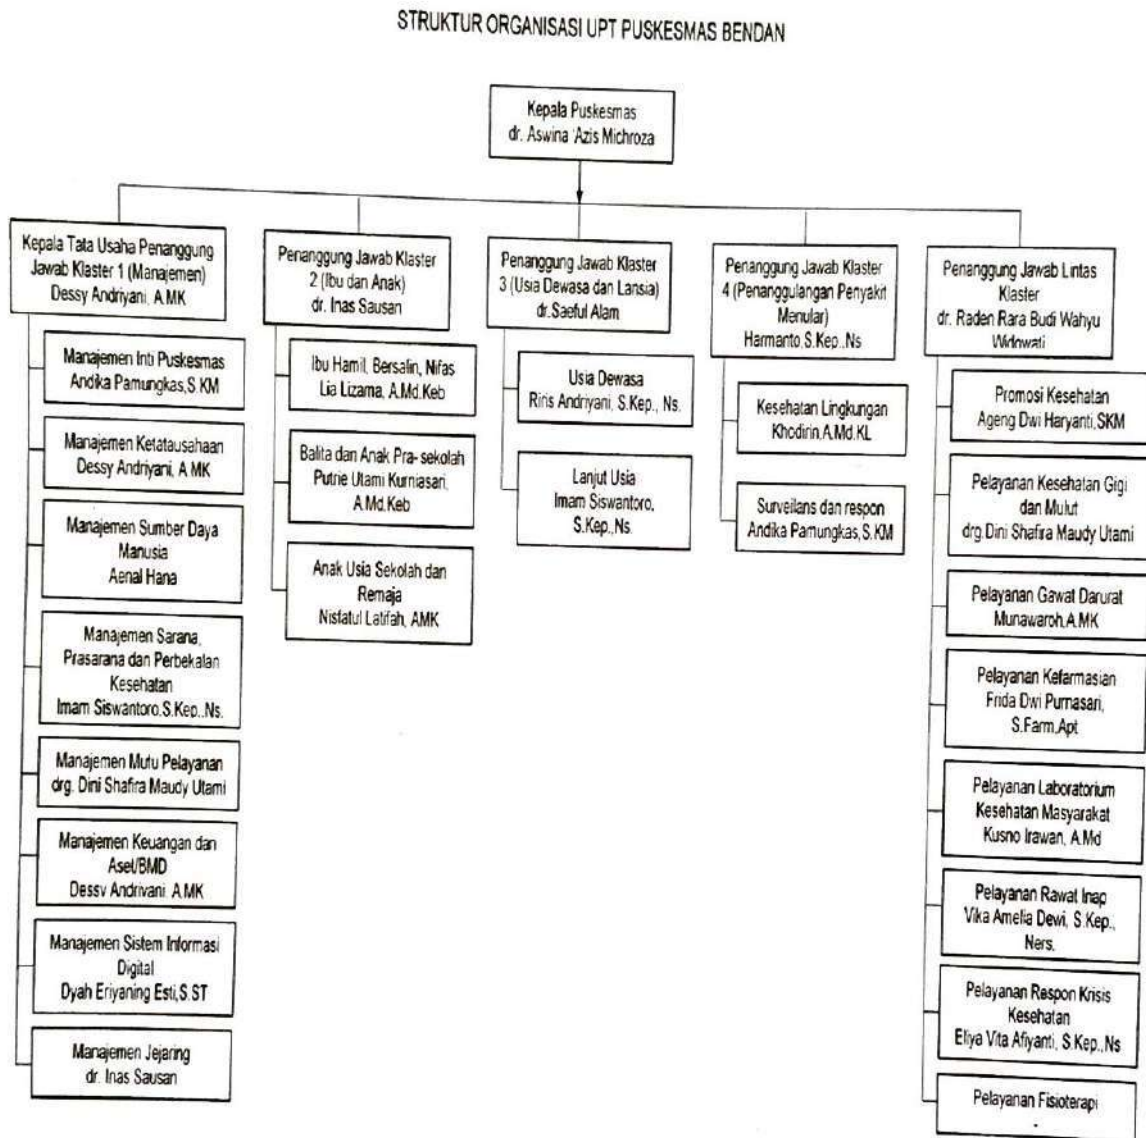 STRUKTUR ORGANISASI UPT PUSKESMAS BENDAN
Kepala Puskesmas
dr. Aswina 'Azis Michroza
Kepala Tata Usaha Penanggung
Jawab Klaster 1 (Manajemen)
Dessy Andriyani, A.MK
Manajemen Inti Puskesmas
Andika Pamungkas,S.KM
Manajemen Ketatausahaan
Dessy Andriyani, A.MK
Manajemen Sumber Daya
Manusia
Aenal Hana
Manajemen Sarana,
Prasarana dan Perbekalan
Kesehatan
Imam Siswantoro,S.Kep.,Ns.
Manajemen Mutu Pelayanan
drg. Dini Shafira Maudy Utami
Manajemen Keuangan dan
Aset/BMD
Dessy Andriyani, A.MK
Manajemen Sistem Informasi
Digital
Dyah Eriyaning Esti,S.ST
Manajemen Jejaring
dr. Inas Sausan
Penanggung Jawab Klaster
2 (Ibu dan Anak)
dr. Inas Sausan
Ibu Hamil, Bersalin, Nifas
Lia Lizama, A.Md.Keb
Balita dan Anak Pra- sekolah
Putrie Utami Kurniasari,
A.Md.Keb
Anak Usia Sekolah dan
Remaja
Nisfatul Latifah, AMK
Penanggung Jawab Klaster
3 (Usia Dewasa dan Lansia)
dr.Saeful Alam
Usia Dewasa
Riris Andriyani, S.Kep., Ns.
Lanjut Usia
Imam Siswantoro,
S.Kep.,Ns.
Penanggung Jawab Klaster
4 (Penanggulangan Penyakit
Menular)
Harmanto,S.Kep.,Ns
Kesehatan Lingkungan
Khodirin,A.Md.KL
Surveilans dan respon
Andika Pamungkas,S.KM
Penanggung Jawab Lintas
Klaster
dr. Raden Rara Budi Wahyu
Widowati
Promosi Kesehatan
Ageng Dwi Haryanti,SKM
Pelayanan Kesehatan Gigi
dan Mulut
drg.Dini Shafira Maudy Utami
Pelayanan Gawat Darurat
Munawaroh,A.MK
Pelayanan Kefarmasian
Frida Dwi Purnasari,
S.Farm,Apt
Pelayanan Laboratorium
Kesehatan Masyarakat
Kusno Irawan, A.Md
Pelayanan Rawat Inap
Vika Amelia Dewi, S.Kep.,
Ners.
Pelayanan Respon Krisis
Kesehatan
Eliya Vita Afiyanti, S.Kep.,Ns
Pelayanan Fisioterapi
-